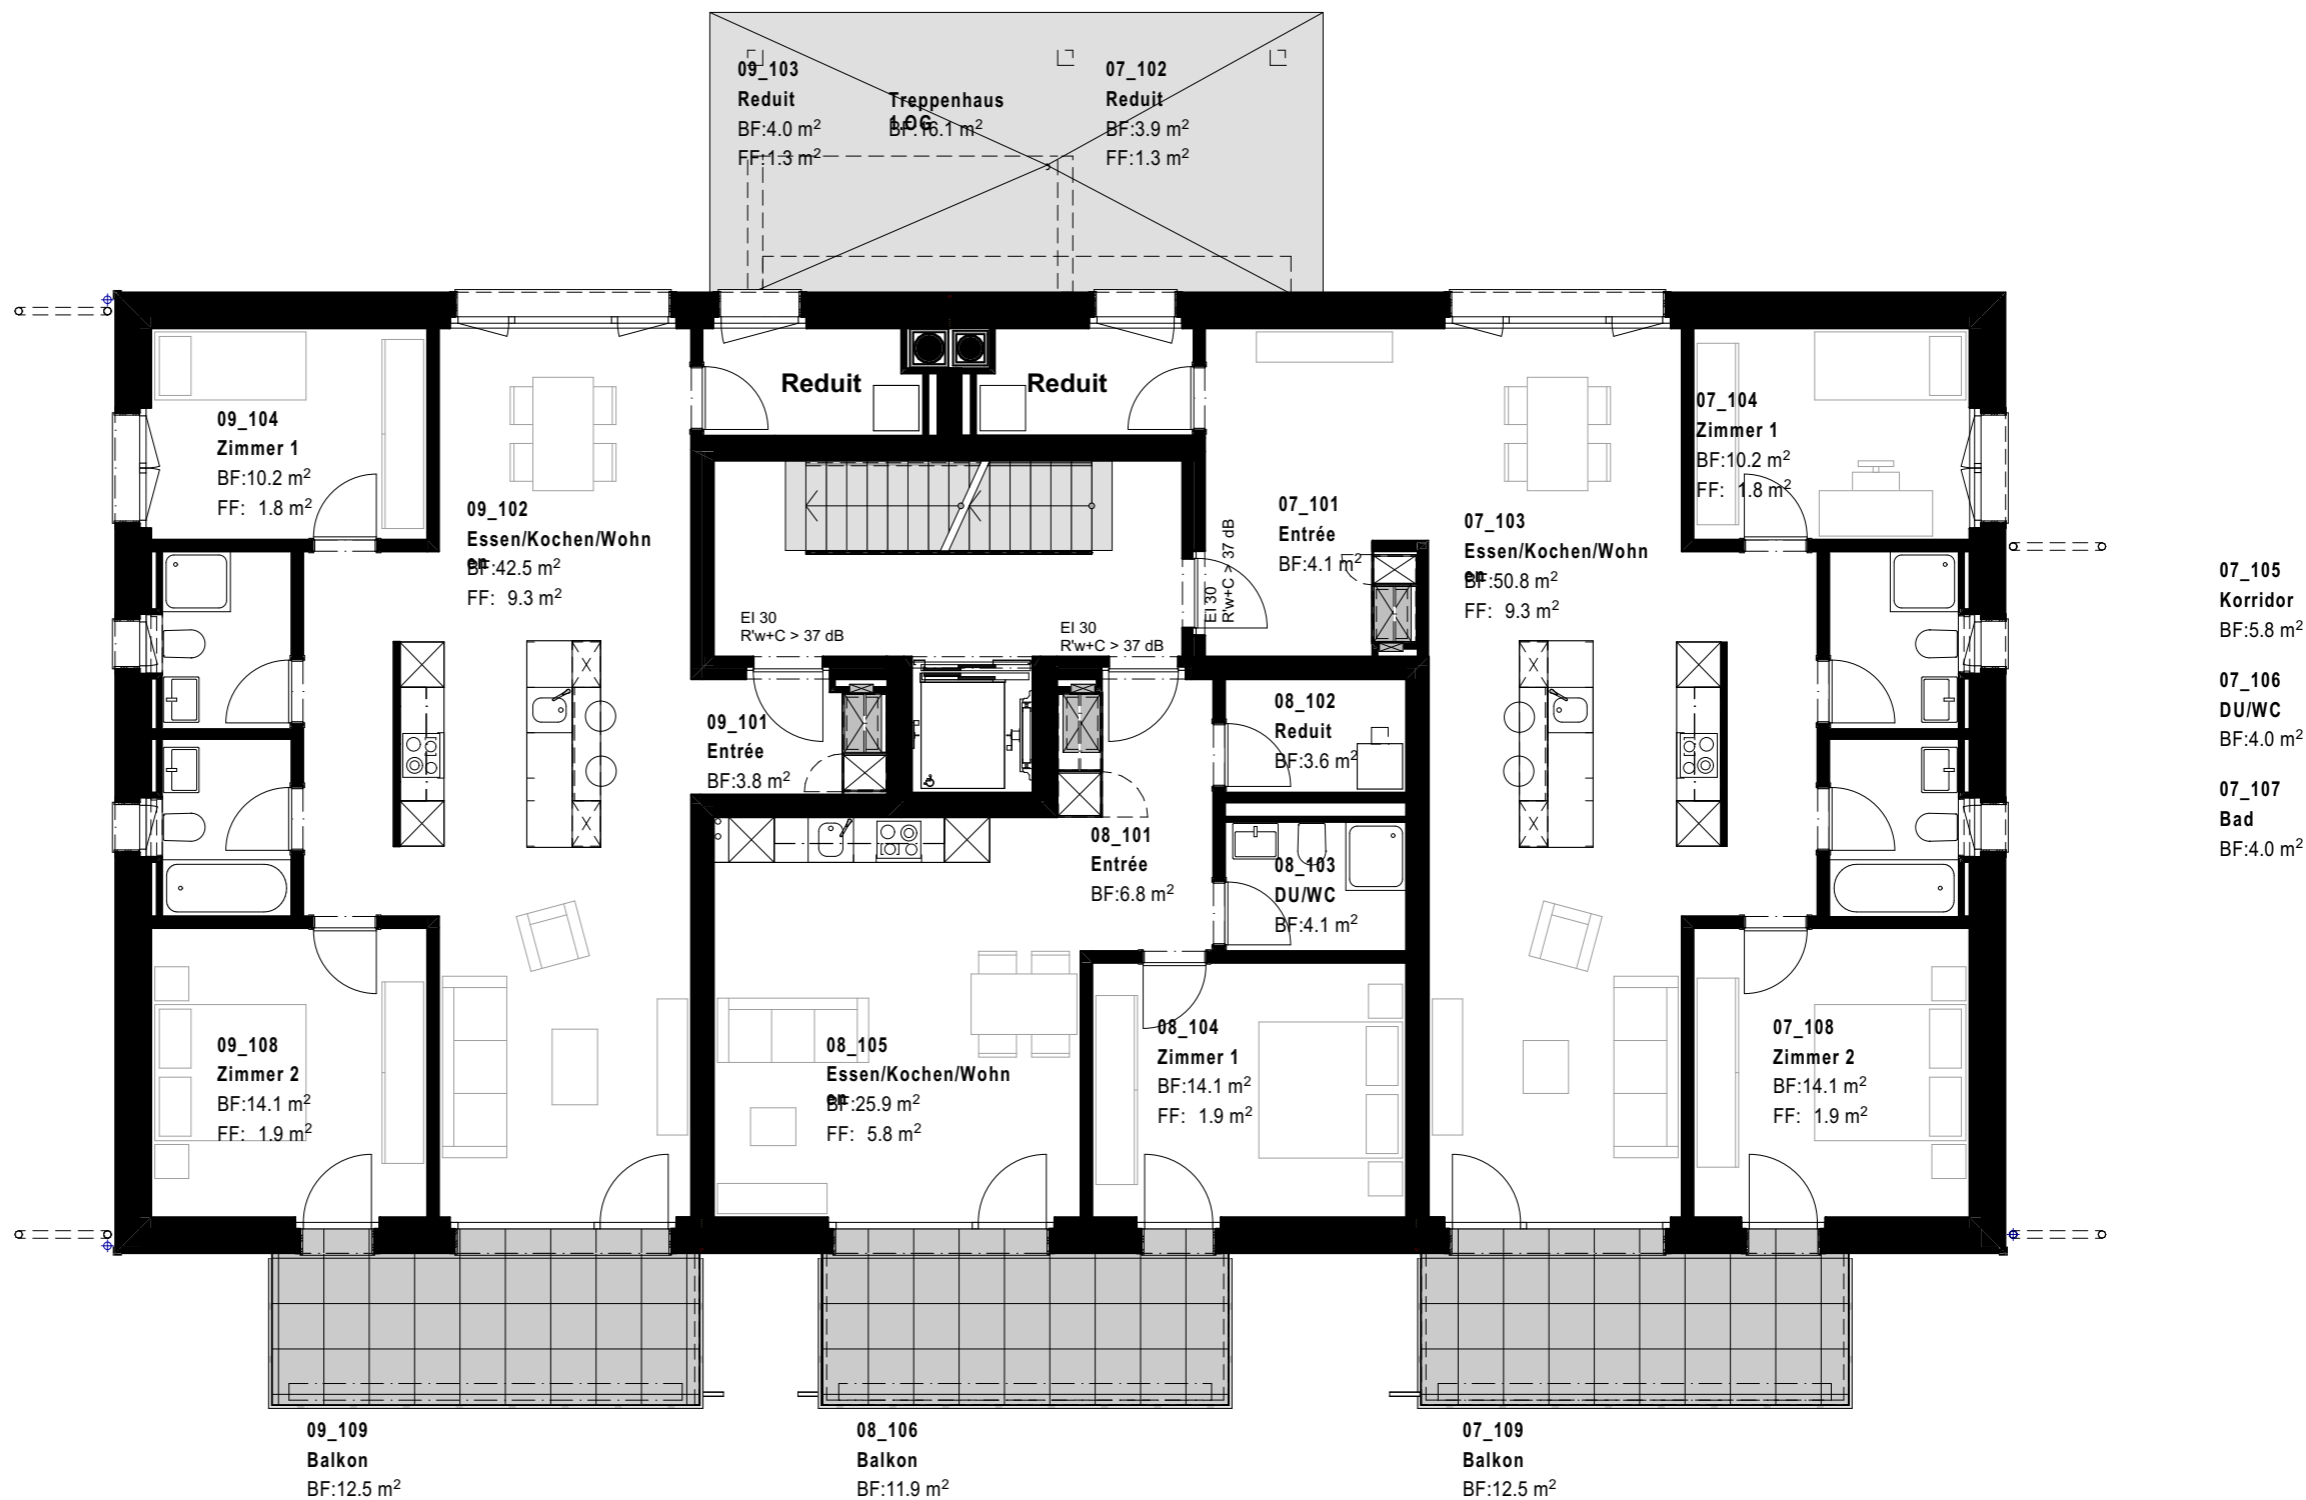 09_103
Reduit
BF:4.0 m²
FF:1.3 m²
Treppenhaus
1.OG
BF:16.1 m²
07_102
Reduit
BF:3.9 m²
FF:1.3 m²
Reduit
Reduit
09_104
Zimmer 1
BF:10.2 m²
FF: 1.8 m²
09_102
Essen/Kochen/Wohn
en
BF:42.5 m²
FF: 9.3 m²
07_101
Entrée
BF:4.1 m²
07_103
Essen/Kochen/Wohn
en
BF:50.8 m²
FF: 9.3 m²
07_104
Zimmer 1
BF:10.2 m²
FF: 1.8 m²
EI 30
R'w+C > 37 dB
EI 30
R'w+C > 37 dB
EI 30
R'w+C > 37 dB
07_105
Korridor
BF:5.8 m²
07_106
DU/WC
BF:4.0 m²
07_107
Bad
BF:4.0 m²
09_101
Entrée
BF:3.8 m²
08_102
Reduit
BF:3.6 m²
08_101
Entrée
BF:6.8 m²
08_103
DU/WC
BF:4.1 m²
09_108
Zimmer 2
BF:14.1 m²
FF: 1.9 m²
08_105
Essen/Kochen/Wohn
en
BF:25.9 m²
FF: 5.8 m²
08_104
Zimmer 1
BF:14.1 m²
FF: 1.9 m²
07_108
Zimmer 2
BF:14.1 m²
FF: 1.9 m²
09_109
Balkon
BF:12.5 m²
08_106
Balkon
BF:11.9 m²
07_109
Balkon
BF:12.5 m²